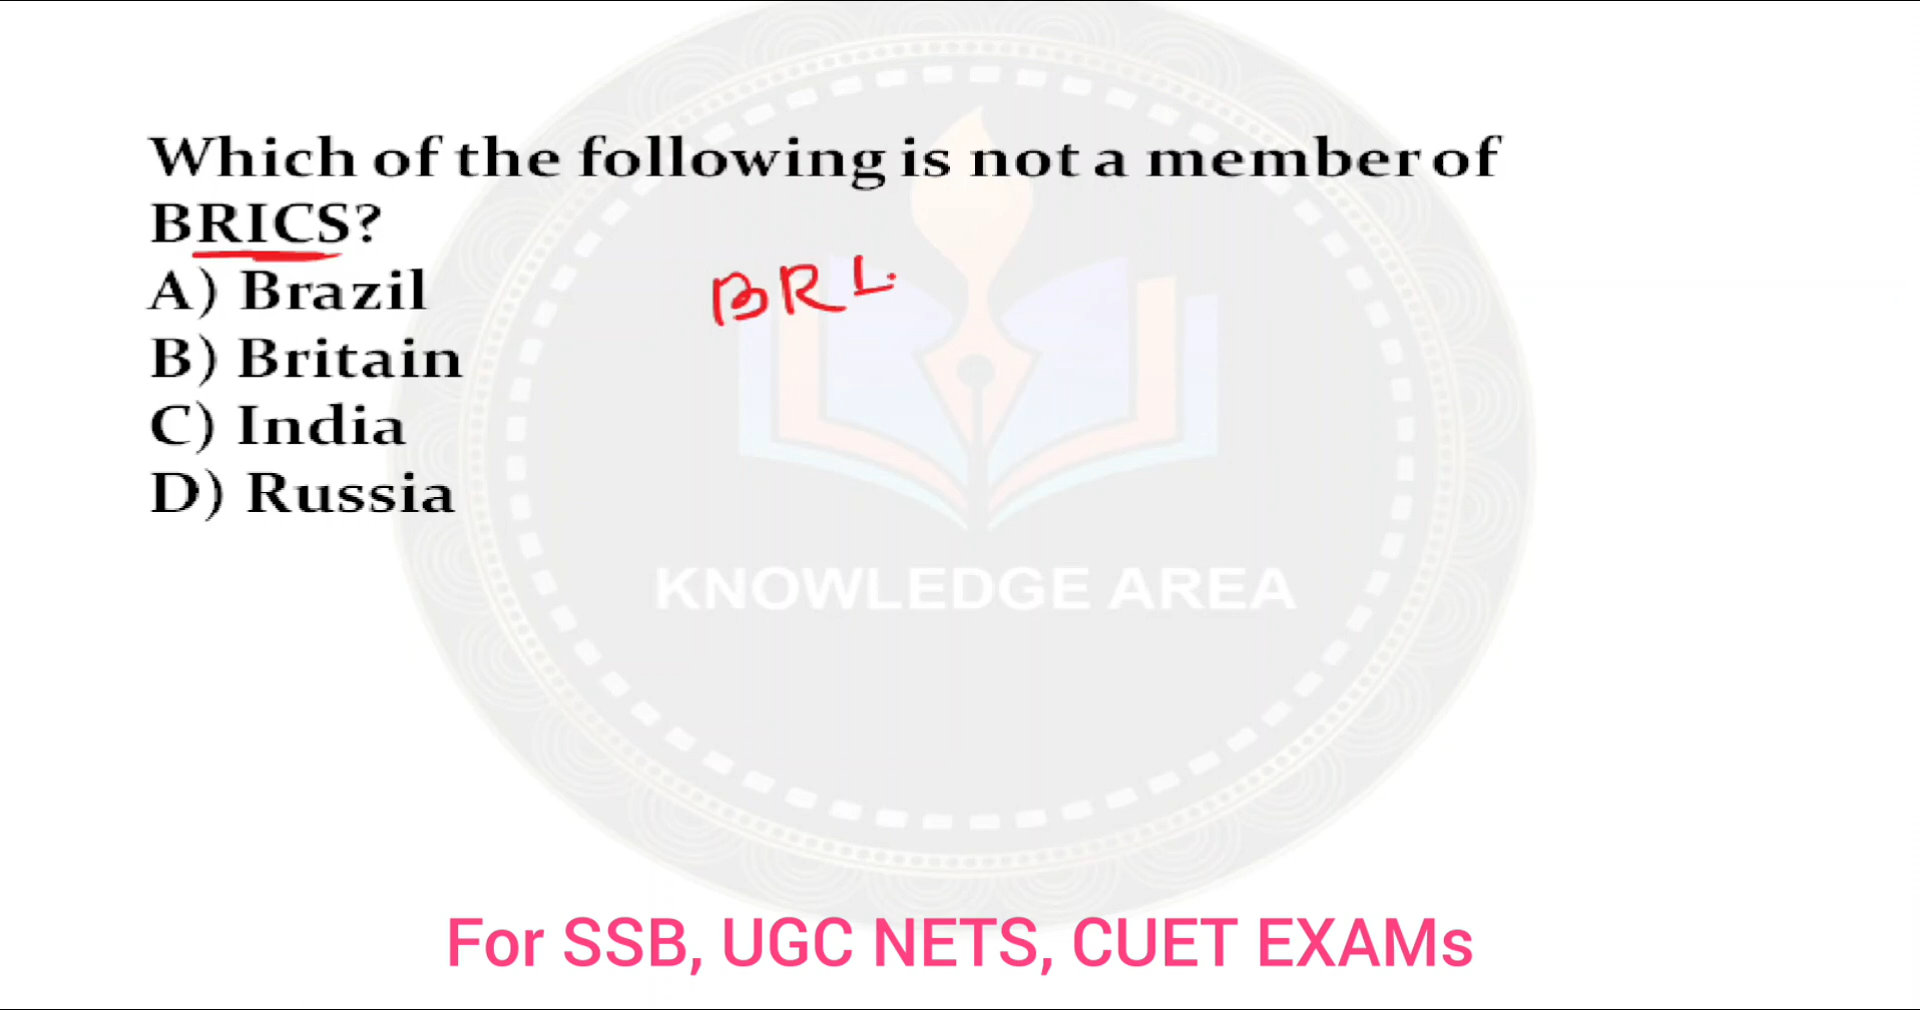 Which of the following is not a member of
BRICS?
A) Brazil
BRI
B) Britain
C) India
D) Russia
KNOWLEDGE AREA
For SSB, UGC NETS, CUET EXAMs